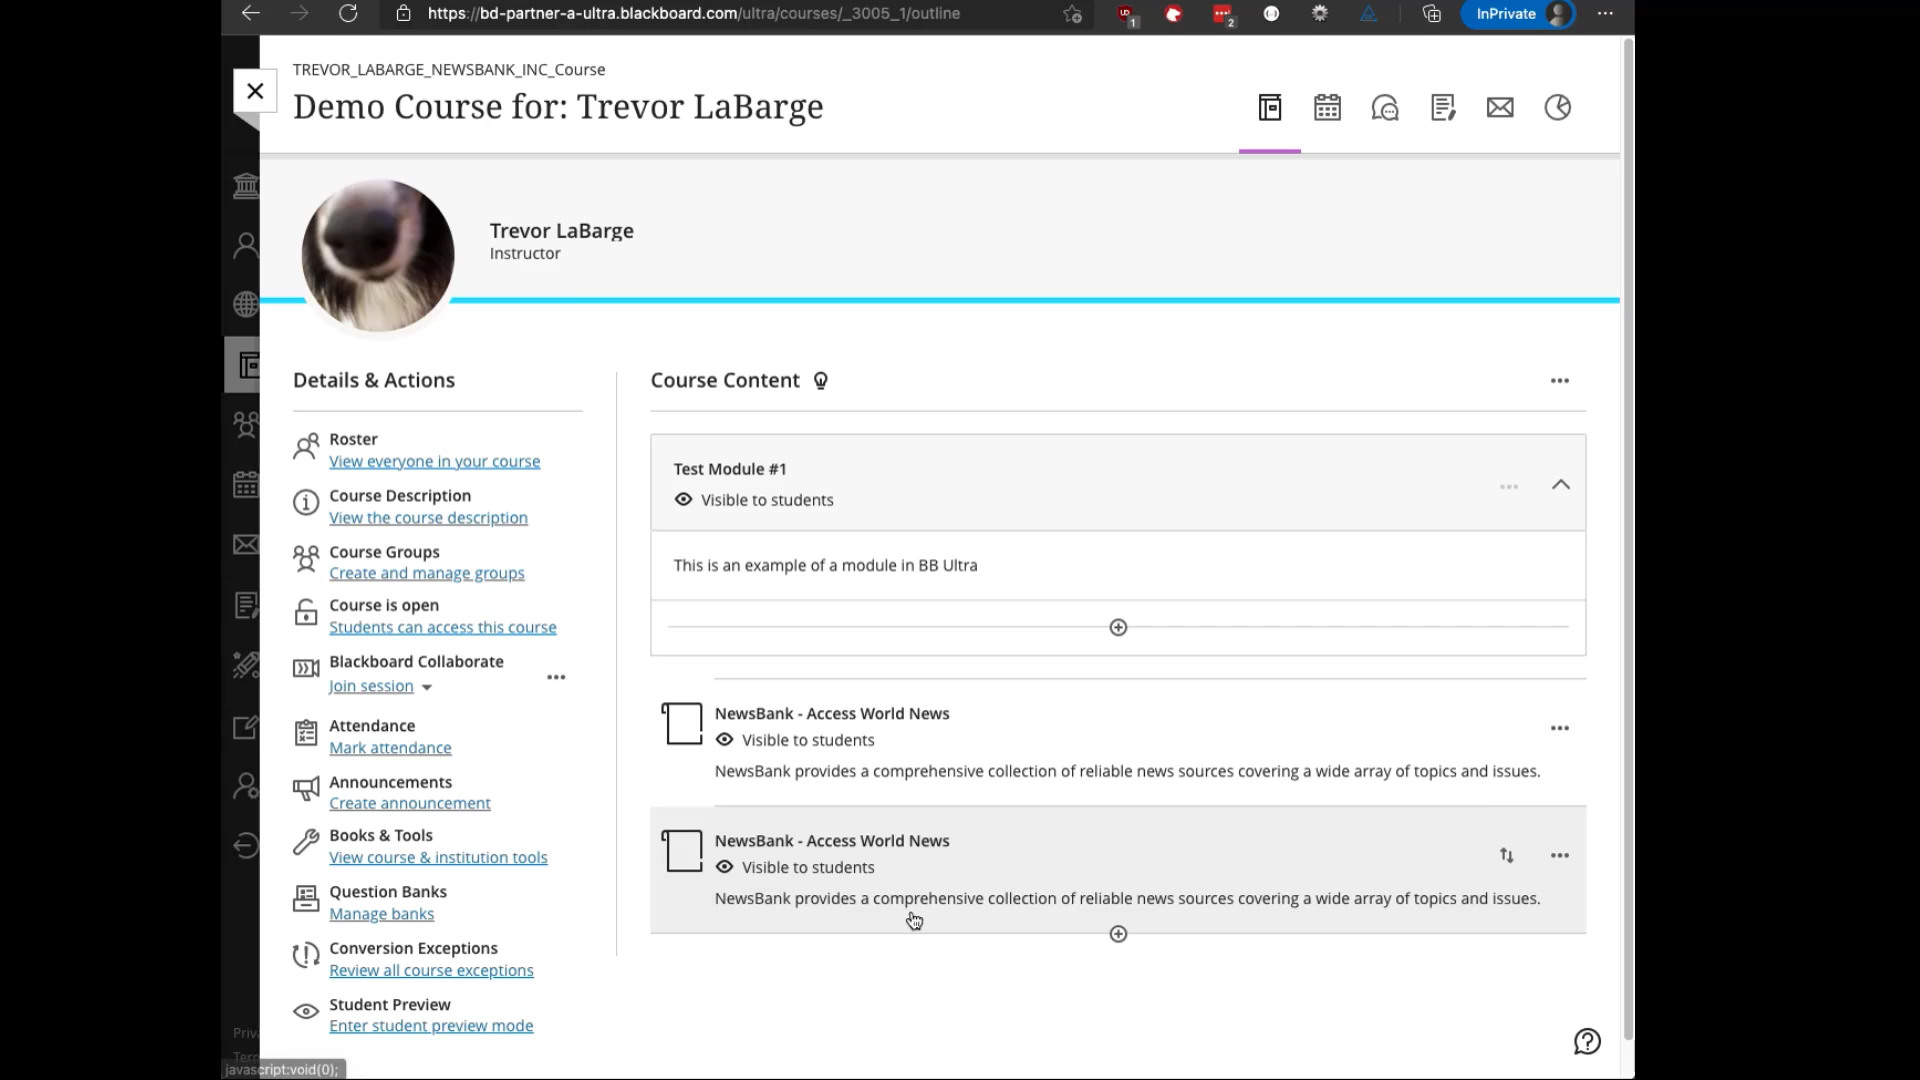 https://bd-partner-a-ultra.blackboard.com/ultra/courses/_3005_1/outline
1
2
InPrivate
TREVOR_LABARGE_NEWSBANK_INC_Course
Demo Course for: Trevor LaBarge
Trevor LaBarge
Instructor
Details & Actions
Roster
View everyone in your course
Course Description
View the course description
Course Groups
Create and manage groups
Course is open
Students can access this course
Blackboard Collaborate
Join session
Attendance
Mark attendance
Announcements
Create announcement
Books & Tools
View course & institution tools
Question Banks
Manage banks
Conversion Exceptions
Review all course exceptions
Student Preview
Enter student preview mode
Course Content
Test Module #1
Visible to students
This is an example of a module in BB Ultra
NewsBank - Access World News
Visible to students
NewsBank provides a comprehensive collection of reliable news sources covering a wide array of topics and issues.
NewsBank - Access World News
Visible to students
NewsBank provides a comprehensive collection of reliable news sources covering a wide array of topics and issues.
Priv
Term
javascript:void(0);